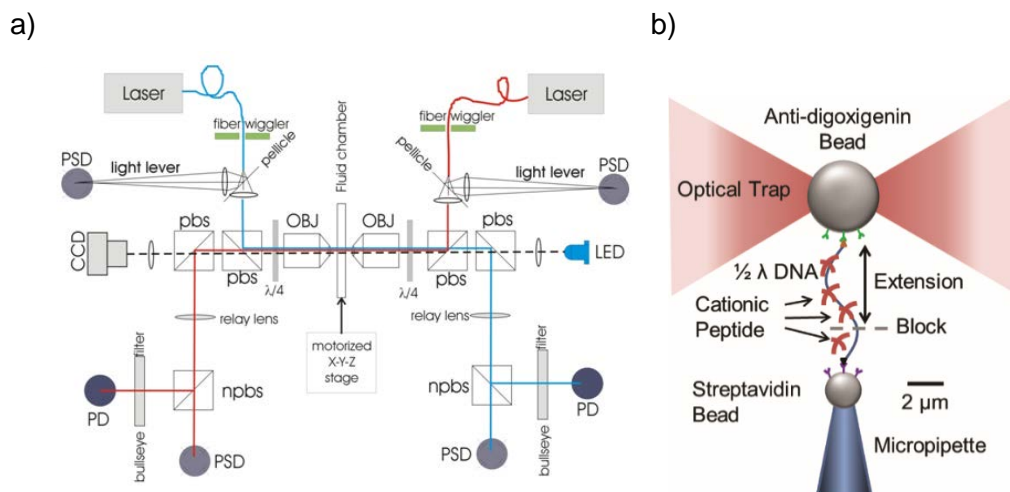 a)
Laser
Laser
fiber wiggler
fiber wiggler
pellicle
pellicle
Fluid chamber
PSD
light lever
light lever
PSD
pbs
OBJ
OBJ
pbs
CCD
LED
pbs
λ/4
λ/4
pbs
relay lens
relay lens
motorized
X-Y-Z
stage
bullseye filter
npbs
npbs
bullseye filter
PD
PD
PSD
PSD
b)
Anti-digoxigenin
Bead
Optical Trap
½ λ DNA
Extension
Cationic
Peptide
Block
Streptavidin
Bead
2 μm
Micropipette